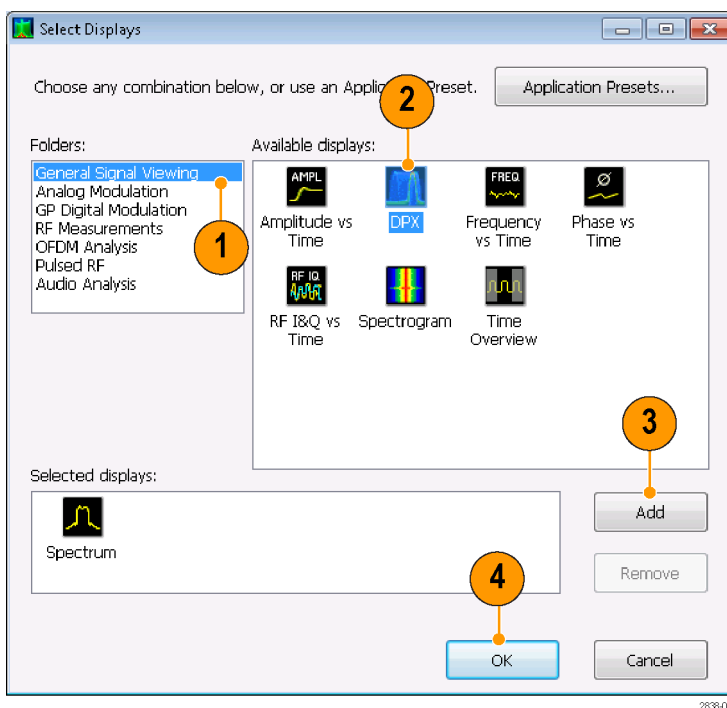 Select Displays
Choose any combination below, or use an Application Preset.
Application Presets...
2
Folders:
Available displays:
General Signal Viewing
Analog Modulation
GP Digital Modulation
RF Measurements
OFDM Analysis
Pulsed RF
Audio Analysis
1
AMPL
Amplitude vs
Time
DPX
FREQ
Frequency
vs Time
Ø
Phase vs
Time
RF IQ
RF I&Q vs
Time
Spectrogram
Time
Overview
3
Selected displays:
Spectrum
Add
Remove
4
OK
Cancel